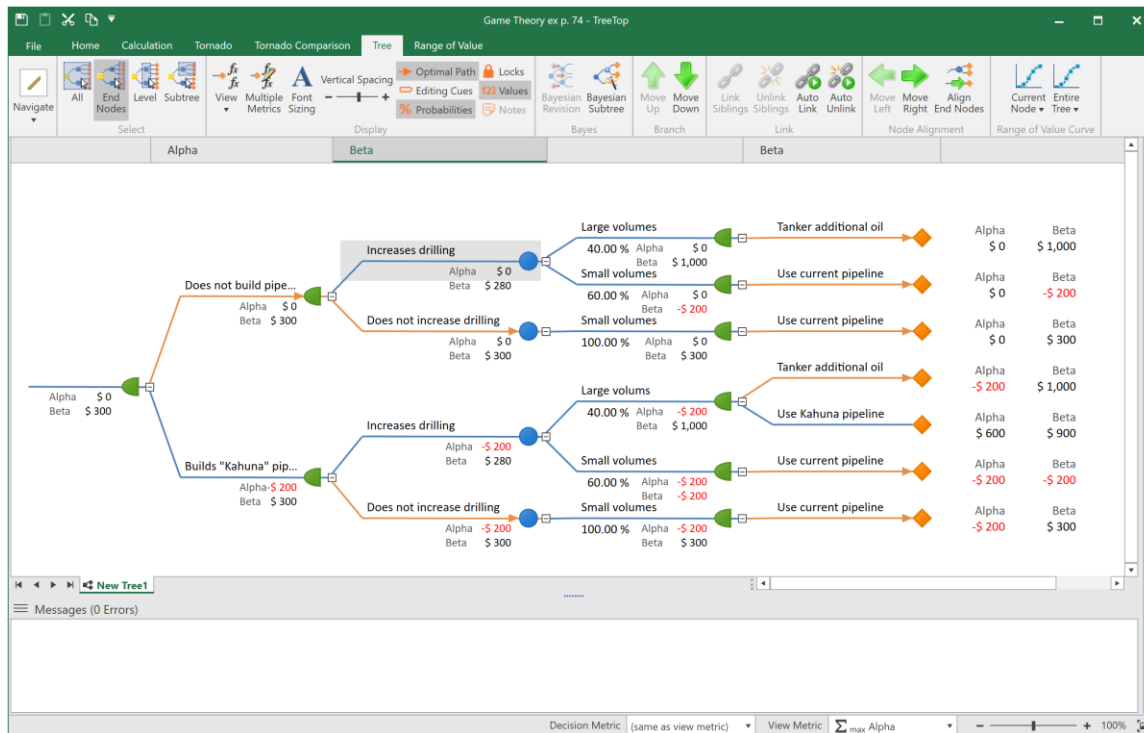 Game Theory ex p. 74 - TreeTop
File Home Calculation Tornado Tornado Comparison Tree Range of Value
Navigate
All
End Nodes
Level
Subtree
Select
View
Multiple Metrics
Font Sizing
Vertical Spacing
Optimal Path
Editing Cues
Probabilities
Locks
Values
Notes
Display
Bayesian Revision
Bayesian Subtree
Bayes
Move Up
Move Down
Branch
Link Siblings
Unlink Siblings
Auto Link
Auto Unlink
Link
Move Left
Move Right
Align End Nodes
Node Alignment
Current Node
Entire Tree
Range of Value Curve
Alpha Beta Beta
Alpha $ 0
Beta $ 300
Does not build pipe...
Alpha $ 0
Beta $ 300
Increases drilling
Alpha $ 0
Beta $ 280
Large volumes
40.00 % Alpha $ 0
Beta $ 1,000
Tanker additional oil
Alpha Beta
$ 0 $ 1,000
Small volumes
60.00 % Alpha $ 0
Beta -$ 200
Use current pipeline
Alpha Beta
$ 0 -$ 200
Does not increase drilling
Alpha $ 0
Beta $ 300
Small volumes
100.00 % Alpha $ 0
Beta $ 300
Use current pipeline
Alpha Beta
$ 0 $ 300
Builds "Kahuna" pip...
Alpha -$ 200
Beta $ 300
Increases drilling
Alpha -$ 200
Beta $ 280
Large volums
40.00 % Alpha -$ 200
Beta $ 1,000
Tanker additional oil
Alpha Beta
-$ 200 $ 1,000
Use Kahuna pipeline
Alpha Beta
$ 600 $ 900
Small volumes
60.00 % Alpha -$ 200
Beta -$ 200
Use current pipeline
Alpha Beta
-$ 200 -$ 200
Does not increase drilling
Alpha -$ 200
Beta $ 300
Small volumes
100.00 % Alpha -$ 200
Beta $ 300
Use current pipeline
Alpha Beta
-$ 200 $ 300
New Tree1
Messages (0 Errors)
Decision Metric (same as view metric) View Metric Σ max Alpha 100%